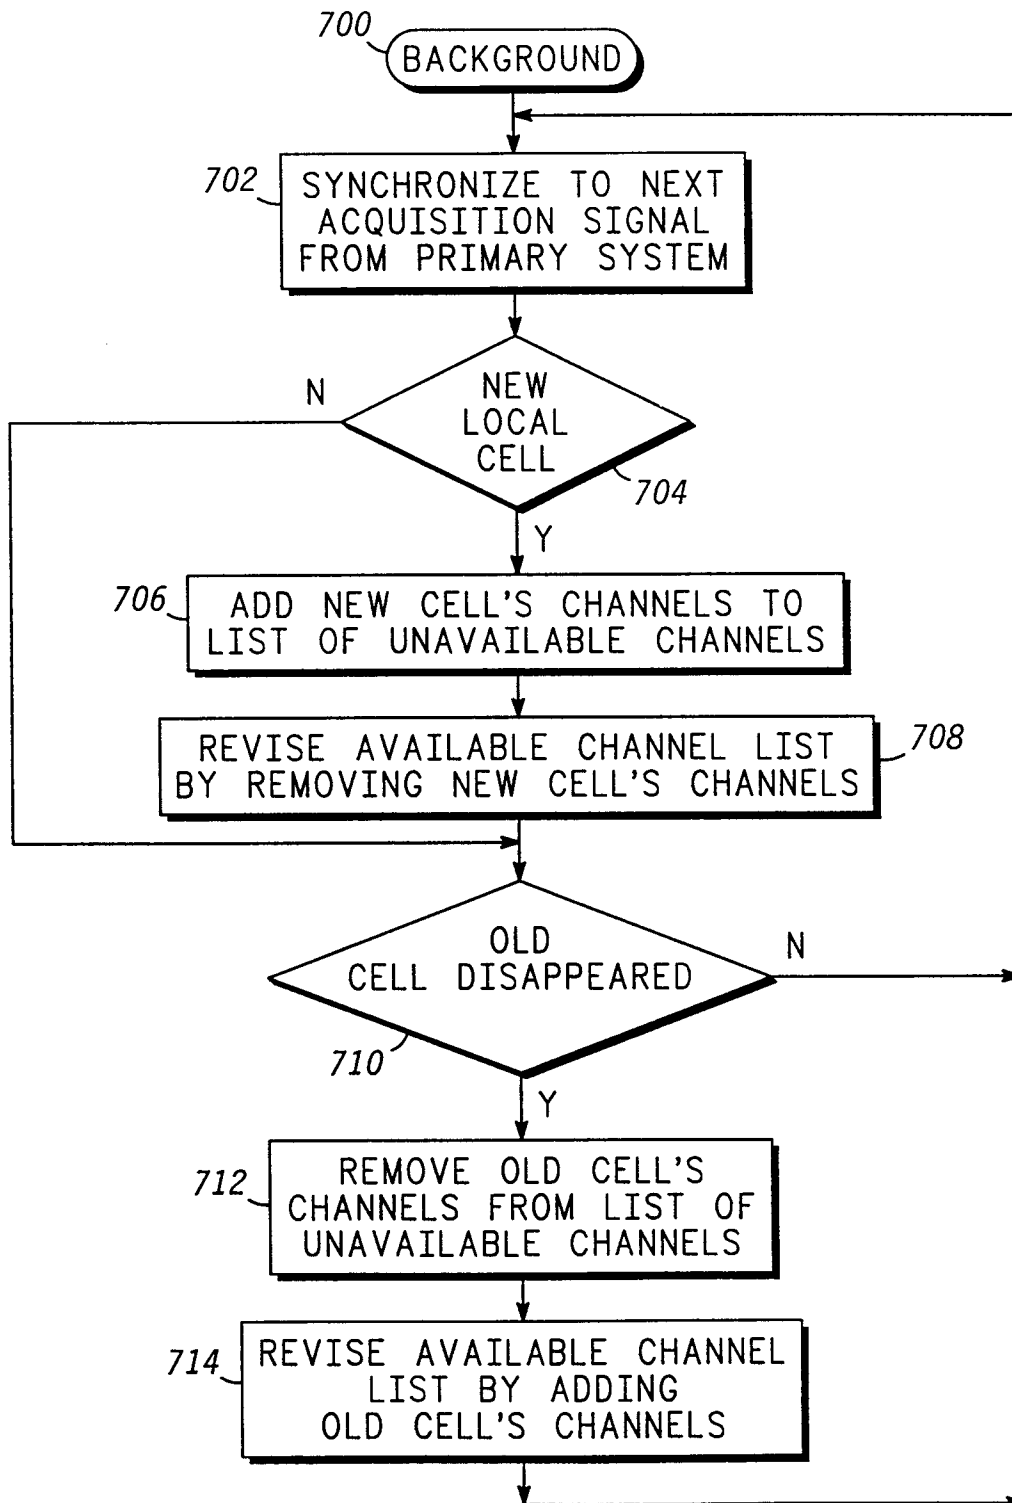 700
BACKGROUND
702
SYNCHRONIZE TO NEXT
ACQUISITION SIGNAL
FROM PRIMARY SYSTEM
N
NEW
LOCAL
CELL
704
Y
706
ADD NEW CELL'S CHANNELS TO
LIST OF UNAVAILABLE CHANNELS
REVISE AVAILABLE CHANNEL LIST
BY REMOVING NEW CELL'S CHANNELS
708
OLD
CELL DISAPPEARED
N
710
Y
712
REMOVE OLD CELL'S
CHANNELS FROM LIST OF
UNAVAILABLE CHANNELS
714
REVISE AVAILABLE CHANNEL
LIST BY ADDING
OLD CELL'S CHANNELS